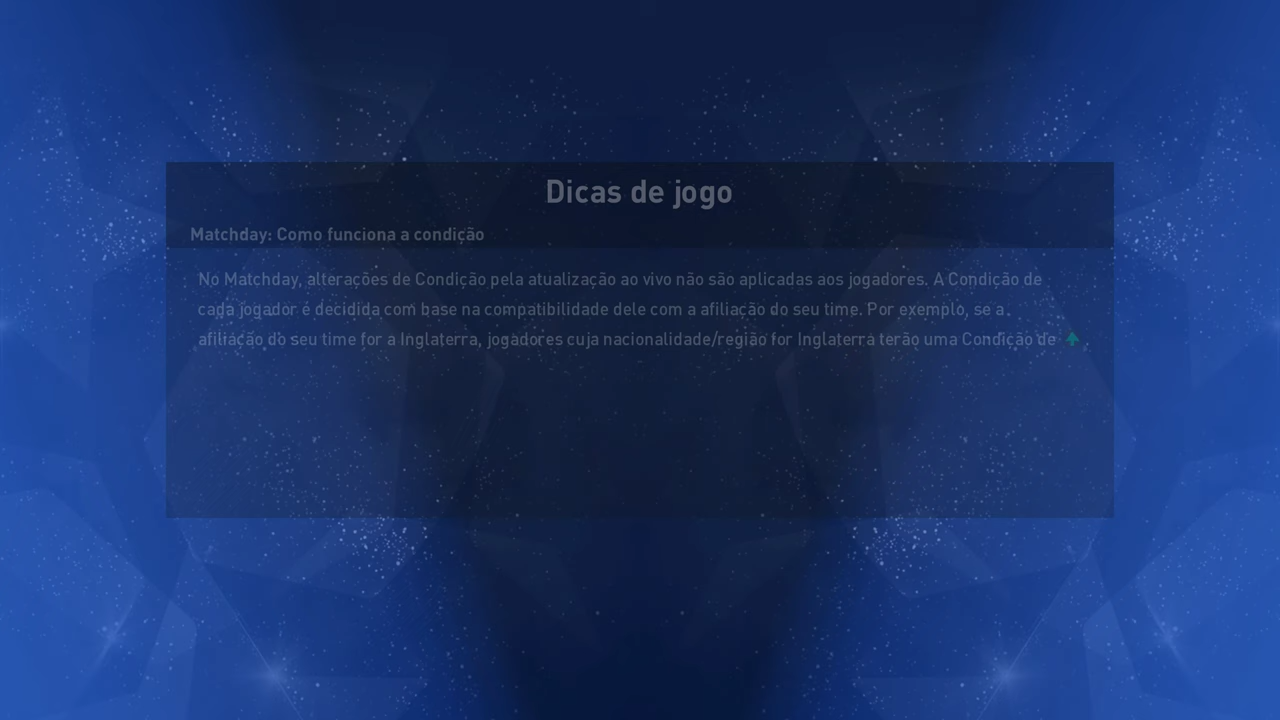 Dicas de jogo
Matchday: Como funciona a condição
No Matchday, alterações de Condição pela atualização ao vivo não são aplicadas aos jogadores. A Condição de
cada jogador é decidida com base na compatibilidade dele com a afiliação do seu time. Por exemplo, se a
afiliação do seu time for a Inglaterra, jogadores cuja nacionalidade/região for Inglaterra terão uma Condição de